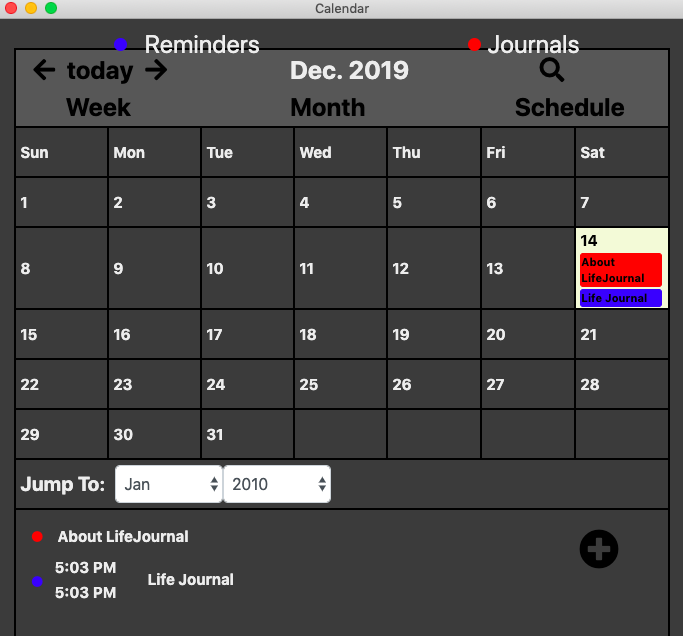 Calendar
Reminders Journals
today Dec. 2019
Week Month Schedule
Sun Mon Tue Wed Thu Fri Sat
1 2 3 4 5 6 7
8 9 10 11 12 13 14
About
LifeJournal
Life Journal
15 16 17 18 19 20 21
22 23 24 25 26 27 28
29 30 31
Jump To: Jan 2010
About LifeJournal
5:03 PM
Life Journal
5:03 PM